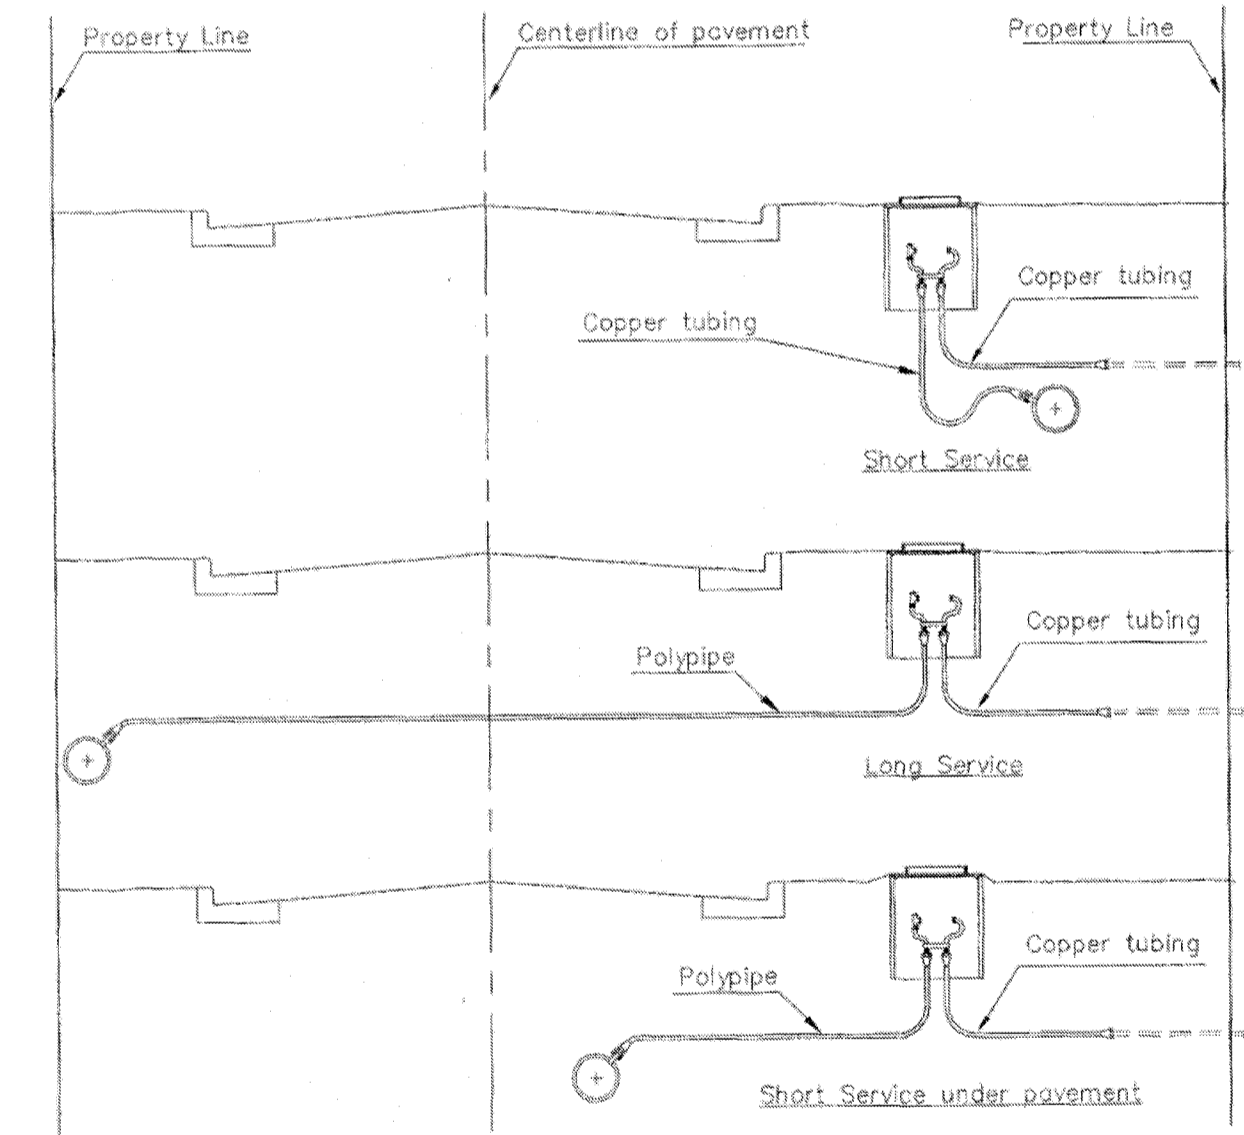 Property Line
Centerline of pavement
Property Line
Copper tubing
Copper tubing
Short Service
Copper tubing
Polypipe
Long Service
Copper tubing
Polypipe
Short Service under pavement